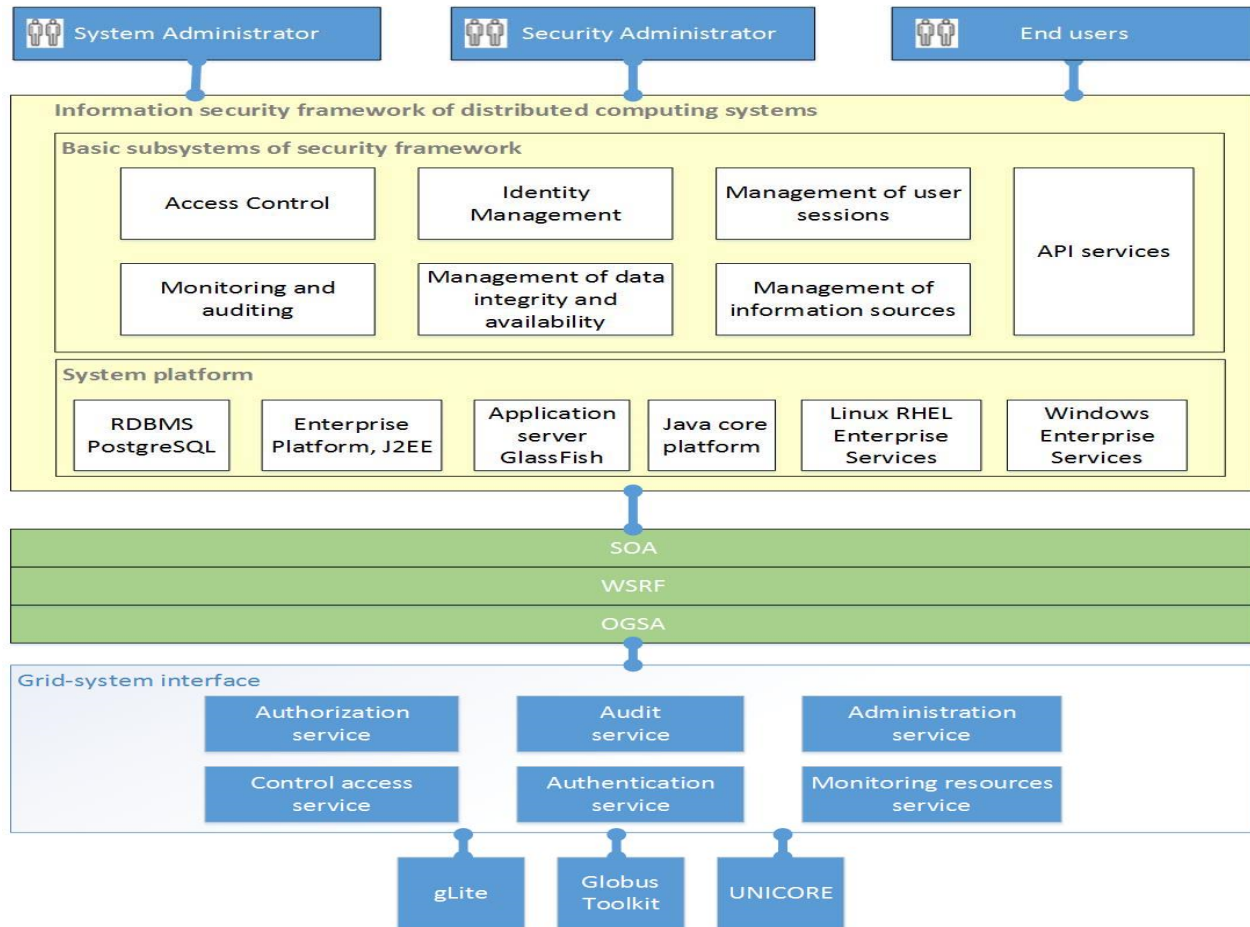 System Administrator
Security Administrator
End users
Information security framework of distributed computing systems
Basic subsystems of security framework
Access Control
Identity
Management
Management of user
sessions
API services
Monitoring and
auditing
Management of data
integrity and
availability
Management of
information sources
System platform
RDBMS
PostgreSQL
Enterprise
Platform, J2EE
Application
server
GlassFish
Java core
platform
Linux RHEL
Enterprise
Services
Windows
Enterprise
Services
SOA
WSRF
OGSA
Grid-system interface
Authorization
service
Audit
service
Administration
service
Control access
service
Authentication
service
Monitoring resources
service
gLite
Globus
Toolkit
UNICORE